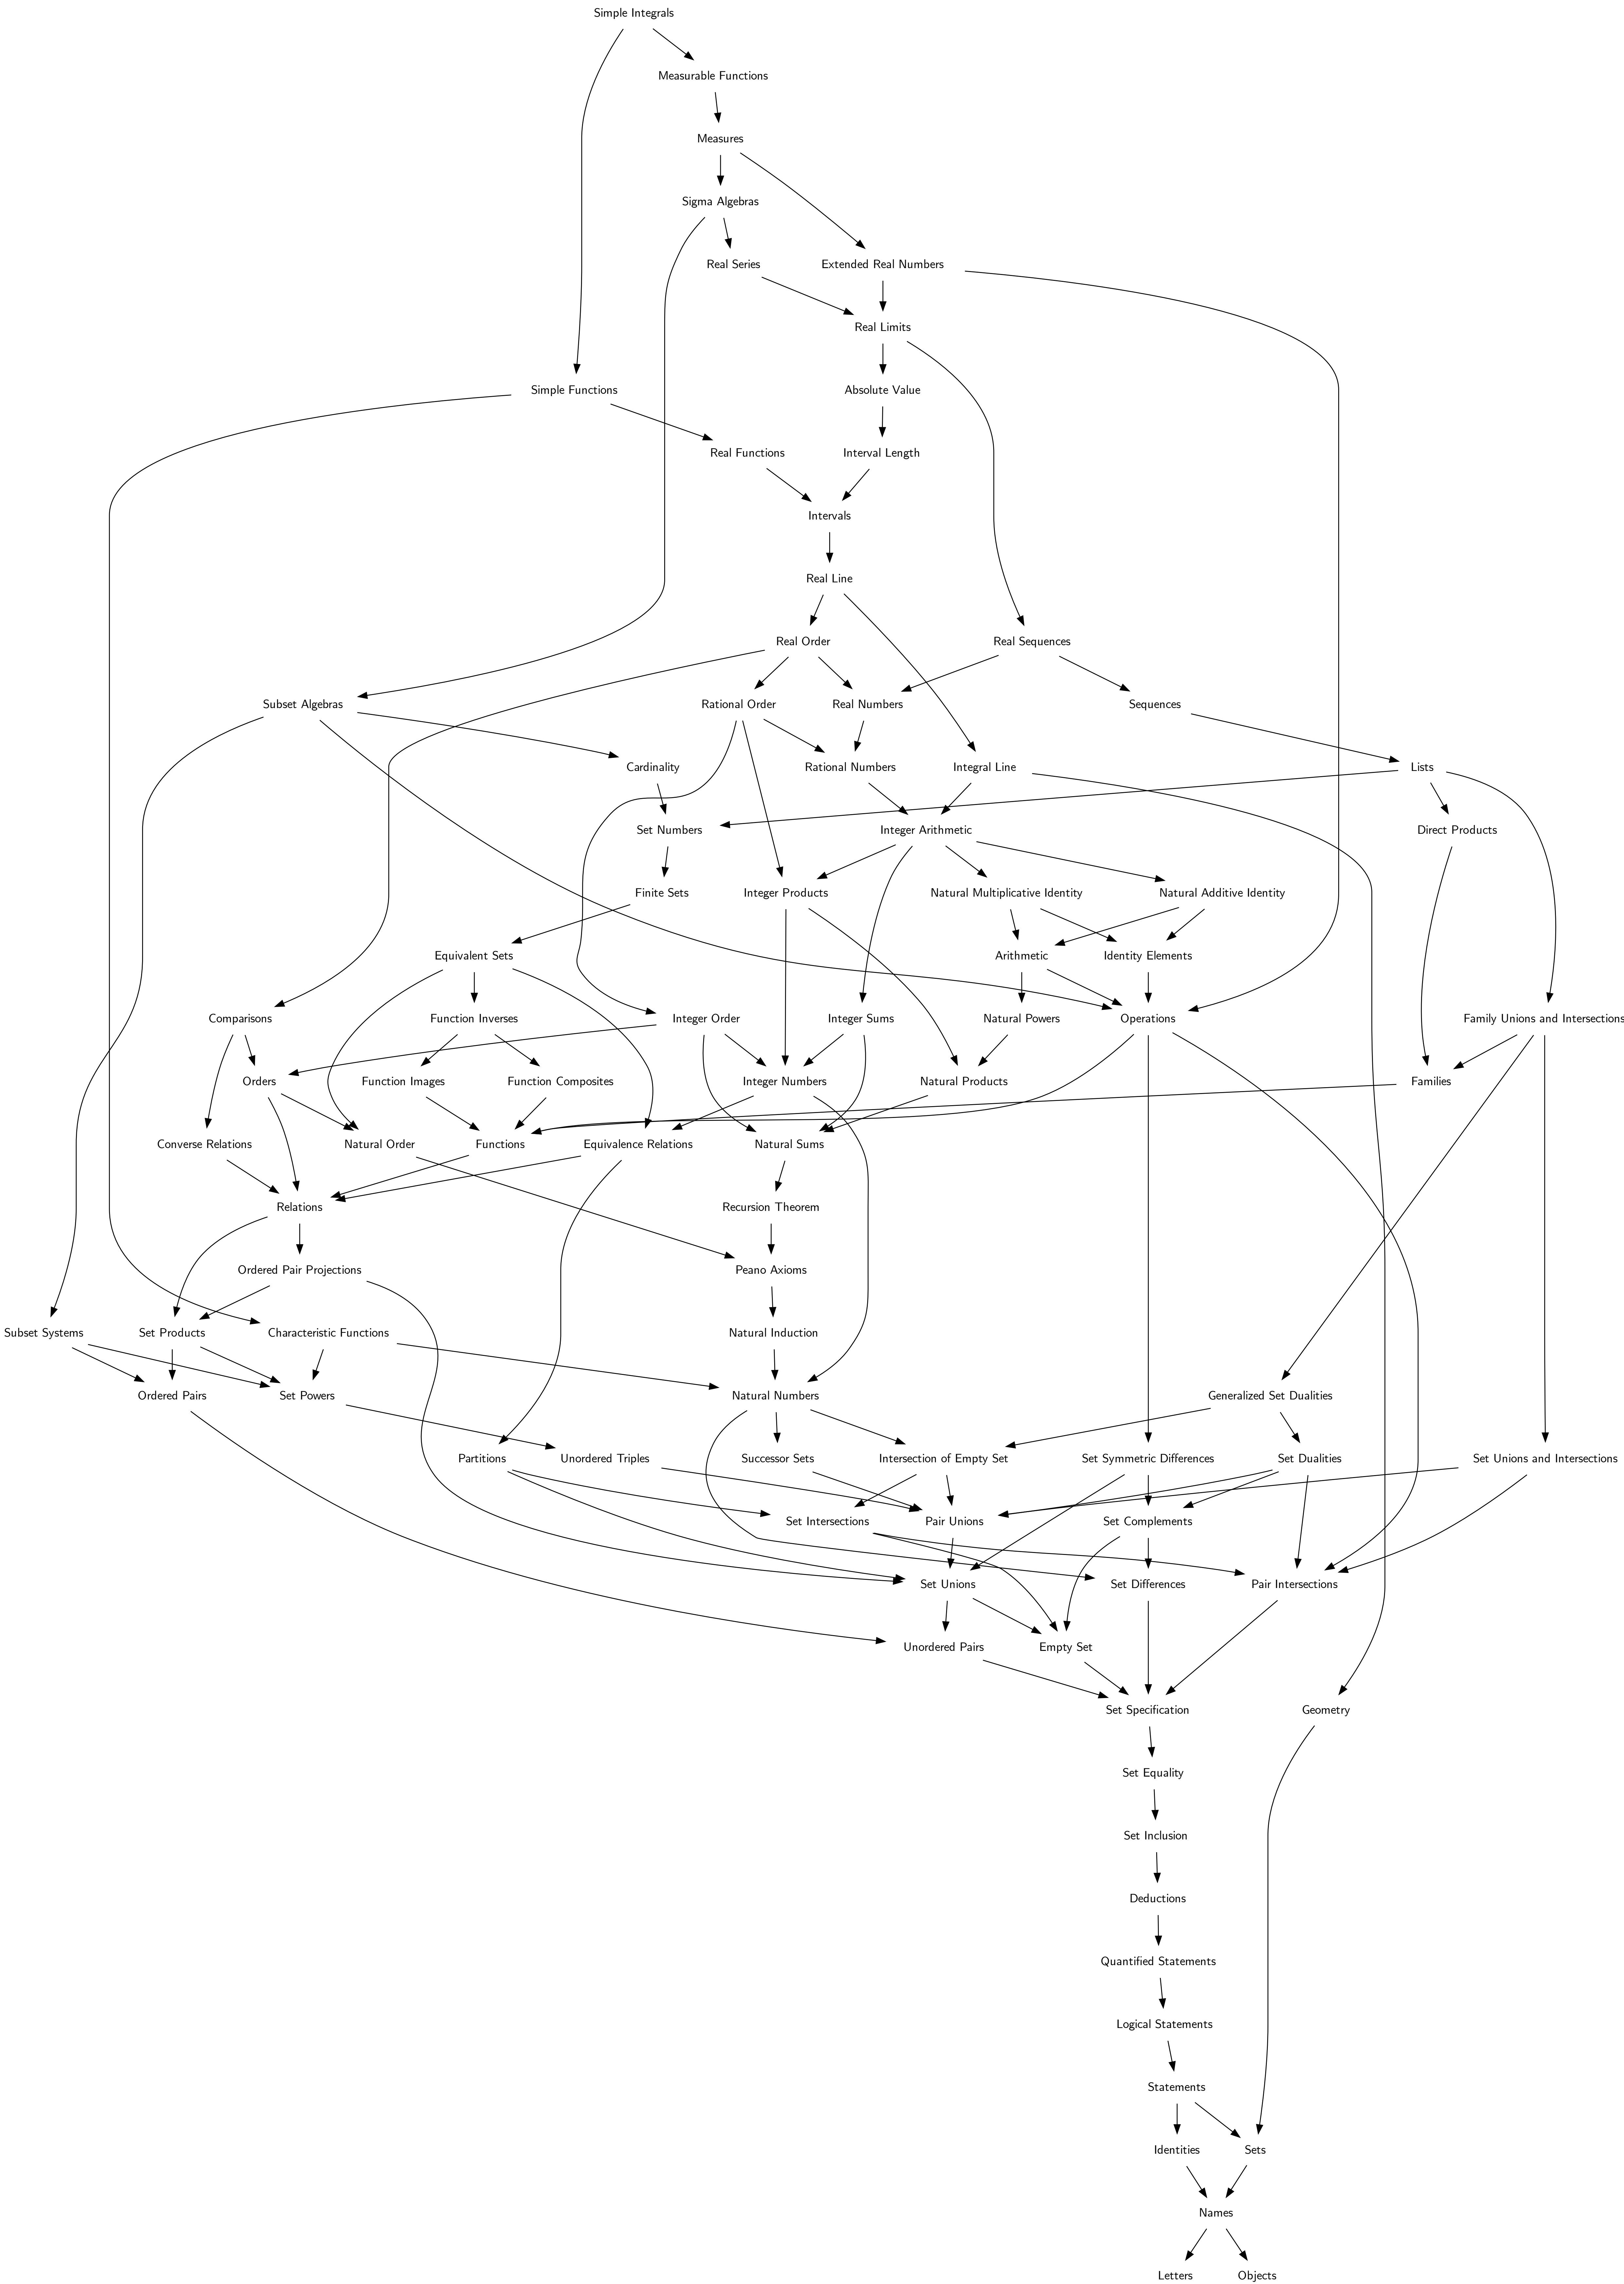 Simple Integrals
Measurable Functions
Measures
Sigma Algebras
Real Series
Extended Real Numbers
Real Limits
Simple Functions
Absolute Value
Real Functions
Interval Length
Intervals
Real Line
Real Order
Real Sequences
Subset Algebras
Rational Order
Real Numbers
Sequences
Cardinality
Rational Numbers
Integral Line
Lists
Set Numbers
Integer Arithmetic
Direct Products
Finite Sets
Integer Products
Natural Multiplicative Identity
Natural Additive Identity
Equivalent Sets
Arithmetic
Identity Elements
Comparisons
Function Inverses
Integer Order
Integer Sums
Natural Powers
Operations
Family Unions and Intersections
Orders
Function Images
Function Composites
Integer Numbers
Natural Products
Families
Converse Relations
Natural Order
Functions
Equivalence Relations
Natural Sums
Relations
Recursion Theorem
Ordered Pair Projections
Peano Axioms
Subset Systems
Set Products
Characteristic Functions
Natural Induction
Ordered Pairs
Set Powers
Natural Numbers
Generalized Set Dualities
Partitions
Unordered Triples
Successor Sets
Intersection of Empty Set
Set Symmetric Differences
Set Dualities
Set Unions and Intersections
Set Intersections
Pair Unions
Set Complements
Set Unions
Set Differences
Pair Intersections
Unordered Pairs
Empty Set
Set Specification
Geometry
Set Equality
Set Inclusion
Deductions
Quantified Statements
Logical Statements
Statements
Identities
Sets
Names
Letters
Objects